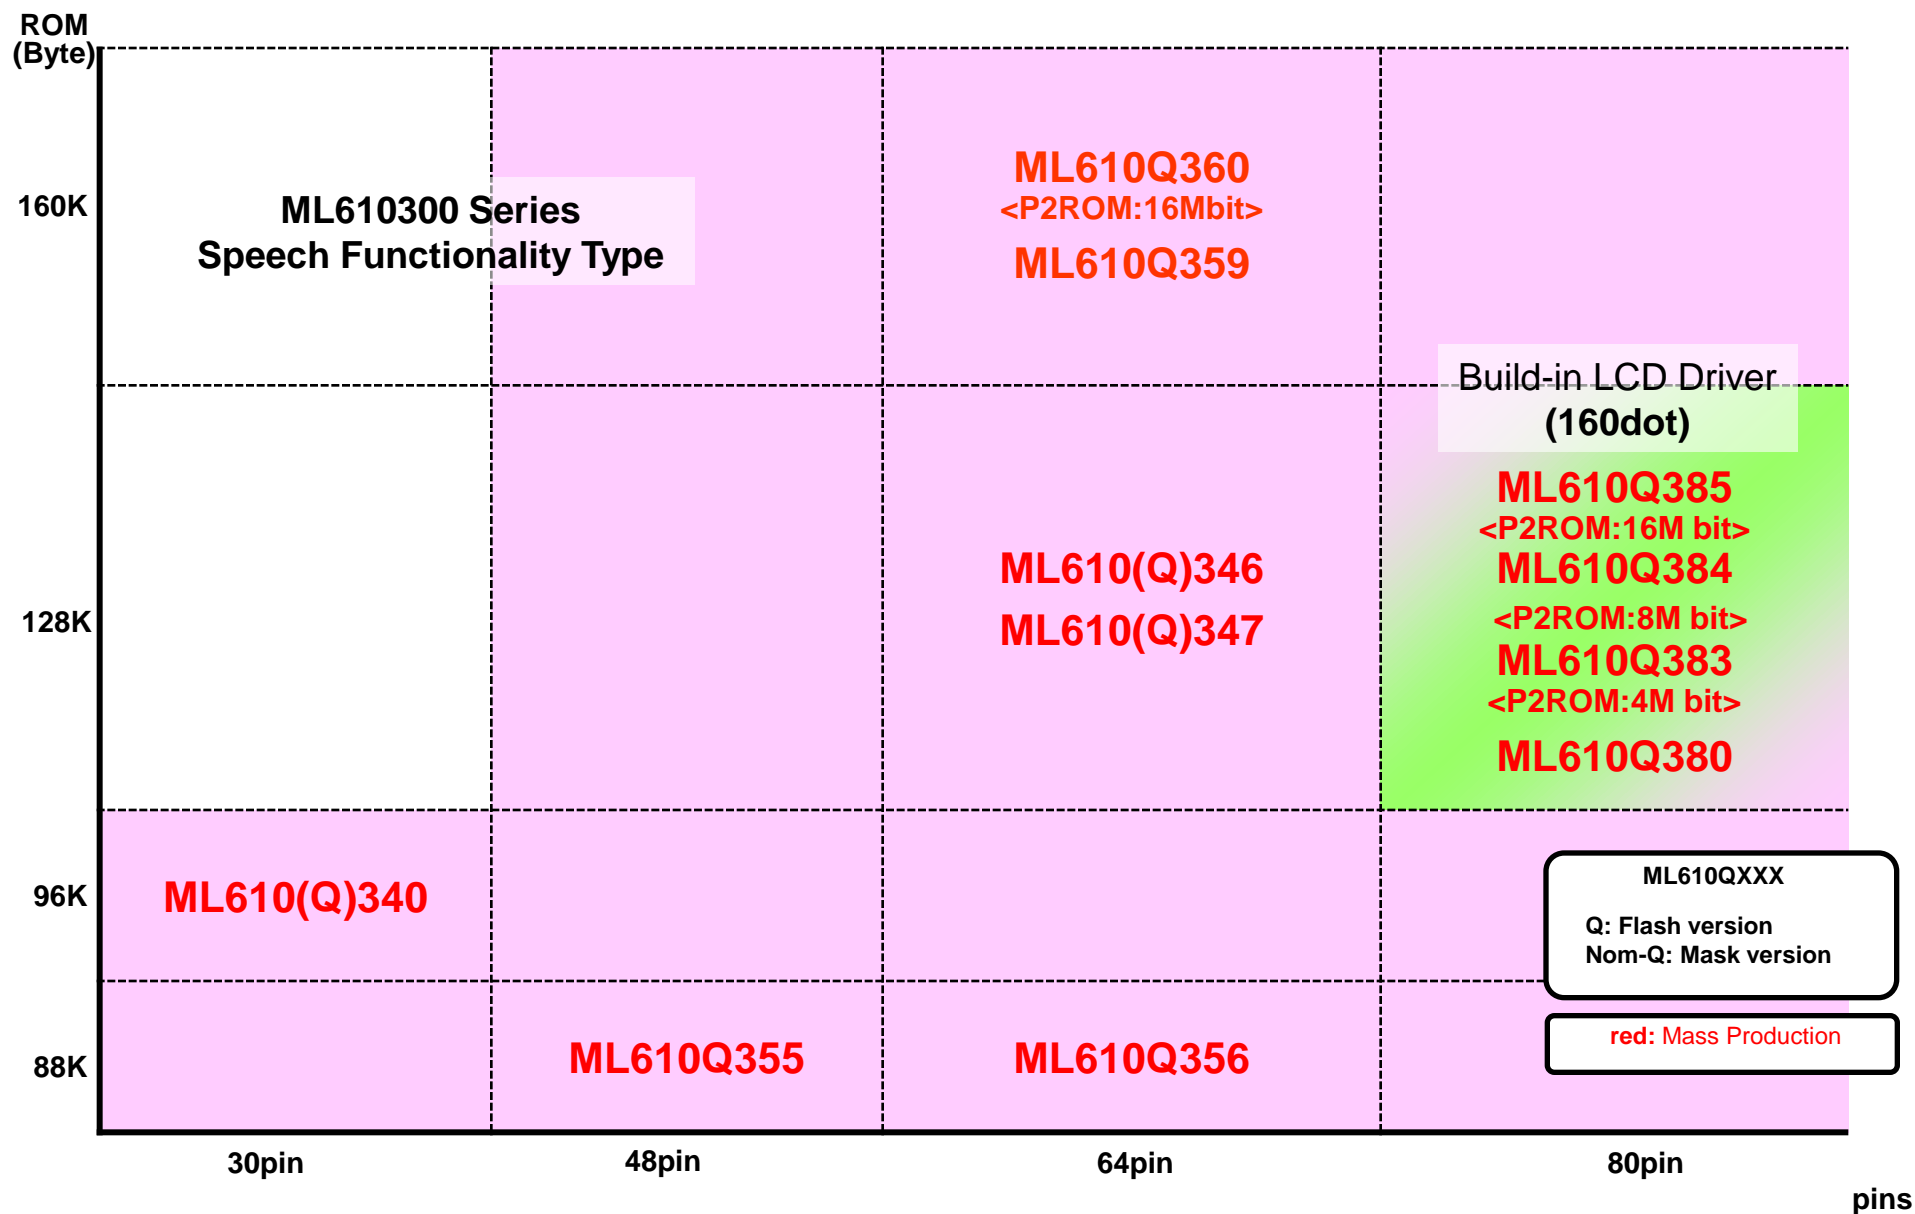 ROM
(Byte)
160K
128K
96K
88K
ML610300 Series
Speech Functionality Type
ML610Q360
<P2ROM:16Mbit>
ML610Q359
Build-in LCD Driver
(160dot)
ML610Q385
<P2ROM:16M bit>
ML610Q384
<P2ROM:8M bit>
ML610Q383
<P2ROM:4M bit>
ML610Q380
ML610(Q)346
ML610(Q)347
ML610(Q)340
ML610QXXX
Q: Flash version
Nom-Q: Mask version
red: Mass Production
ML610Q355
ML610Q356
30pin
48pin
64pin
80pin
pins